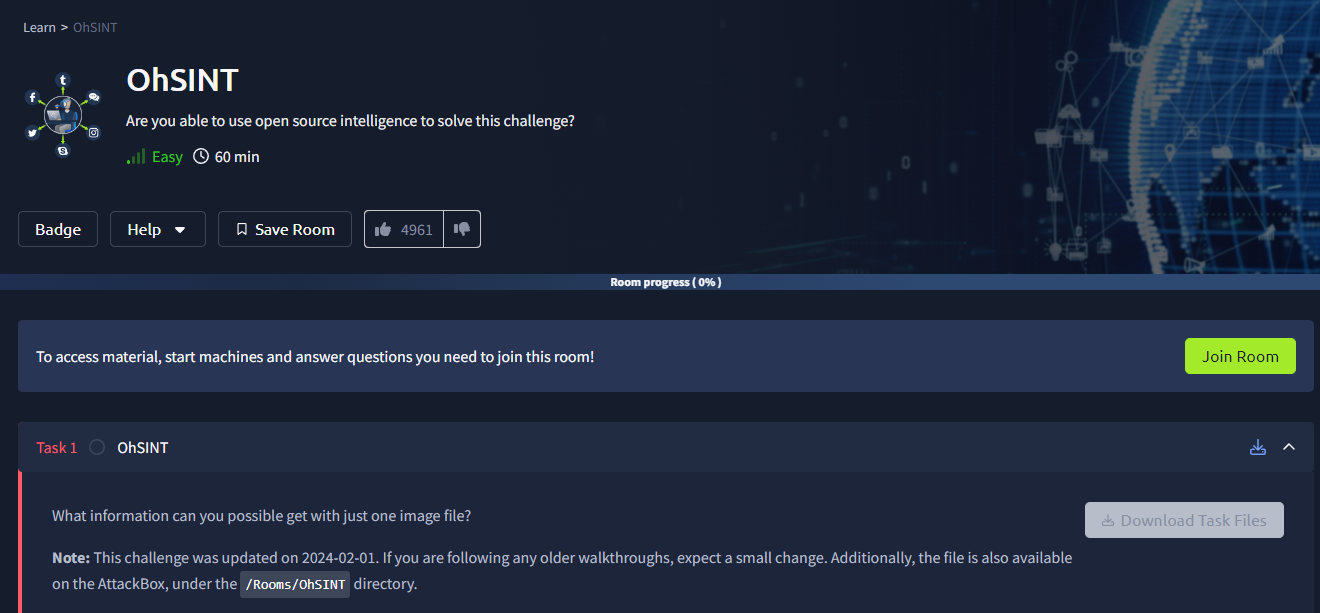 Learn > OhSINT
OhSINT
Are you able to use open source intelligence to solve this challenge?
Easy 60 min
Badge Help Save Room 4961
Room progress ( 0% )
To access material, start machines and answer questions you need to join this room!
Join Room
Task 1 OhSINT
What information can you possible get with just one image file?
Download Task Files
Note: This challenge was updated on 2024-02-01. If you are following any older walkthroughs, expect a small change. Additionally, the file is also available
on the AttackBox, under the /Rooms/OhSINT directory.